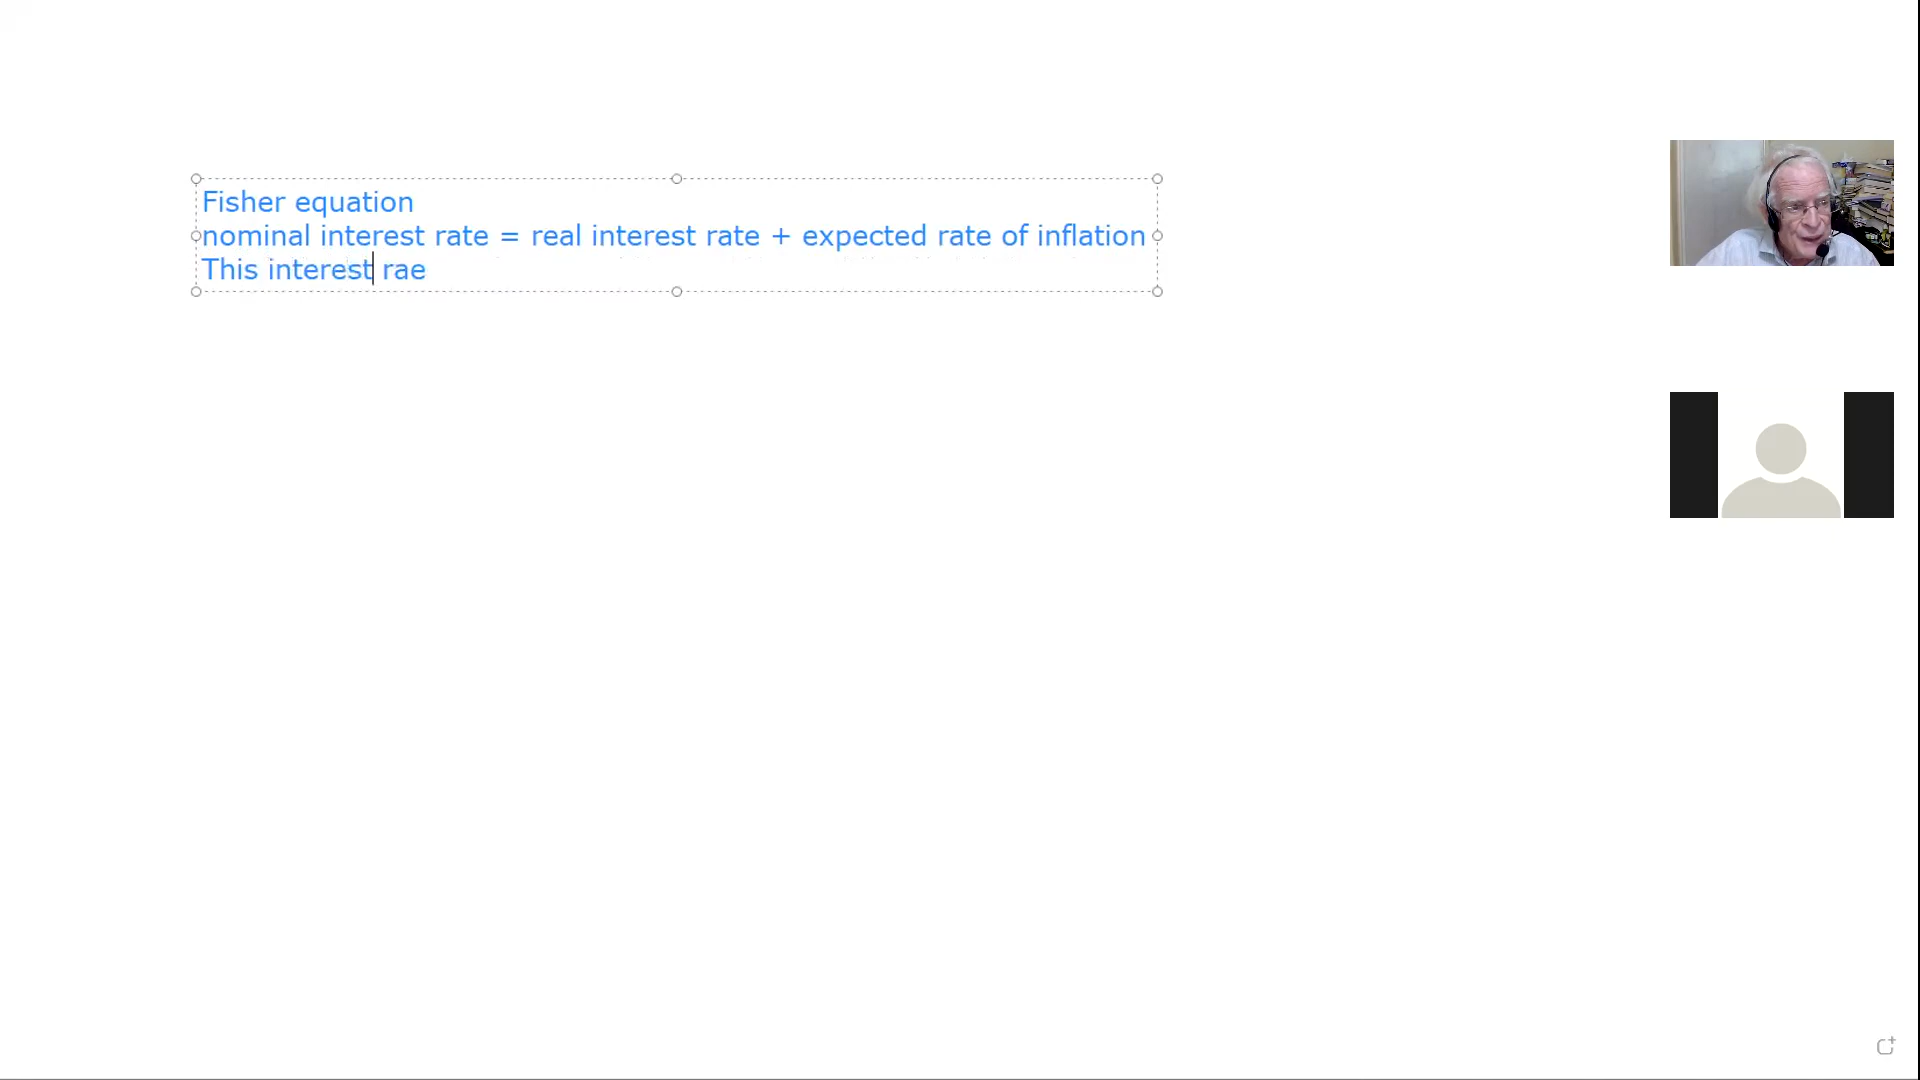 Fisher equation
nominal interest rate = real interest rate + expected rate of inflation
This interest rae